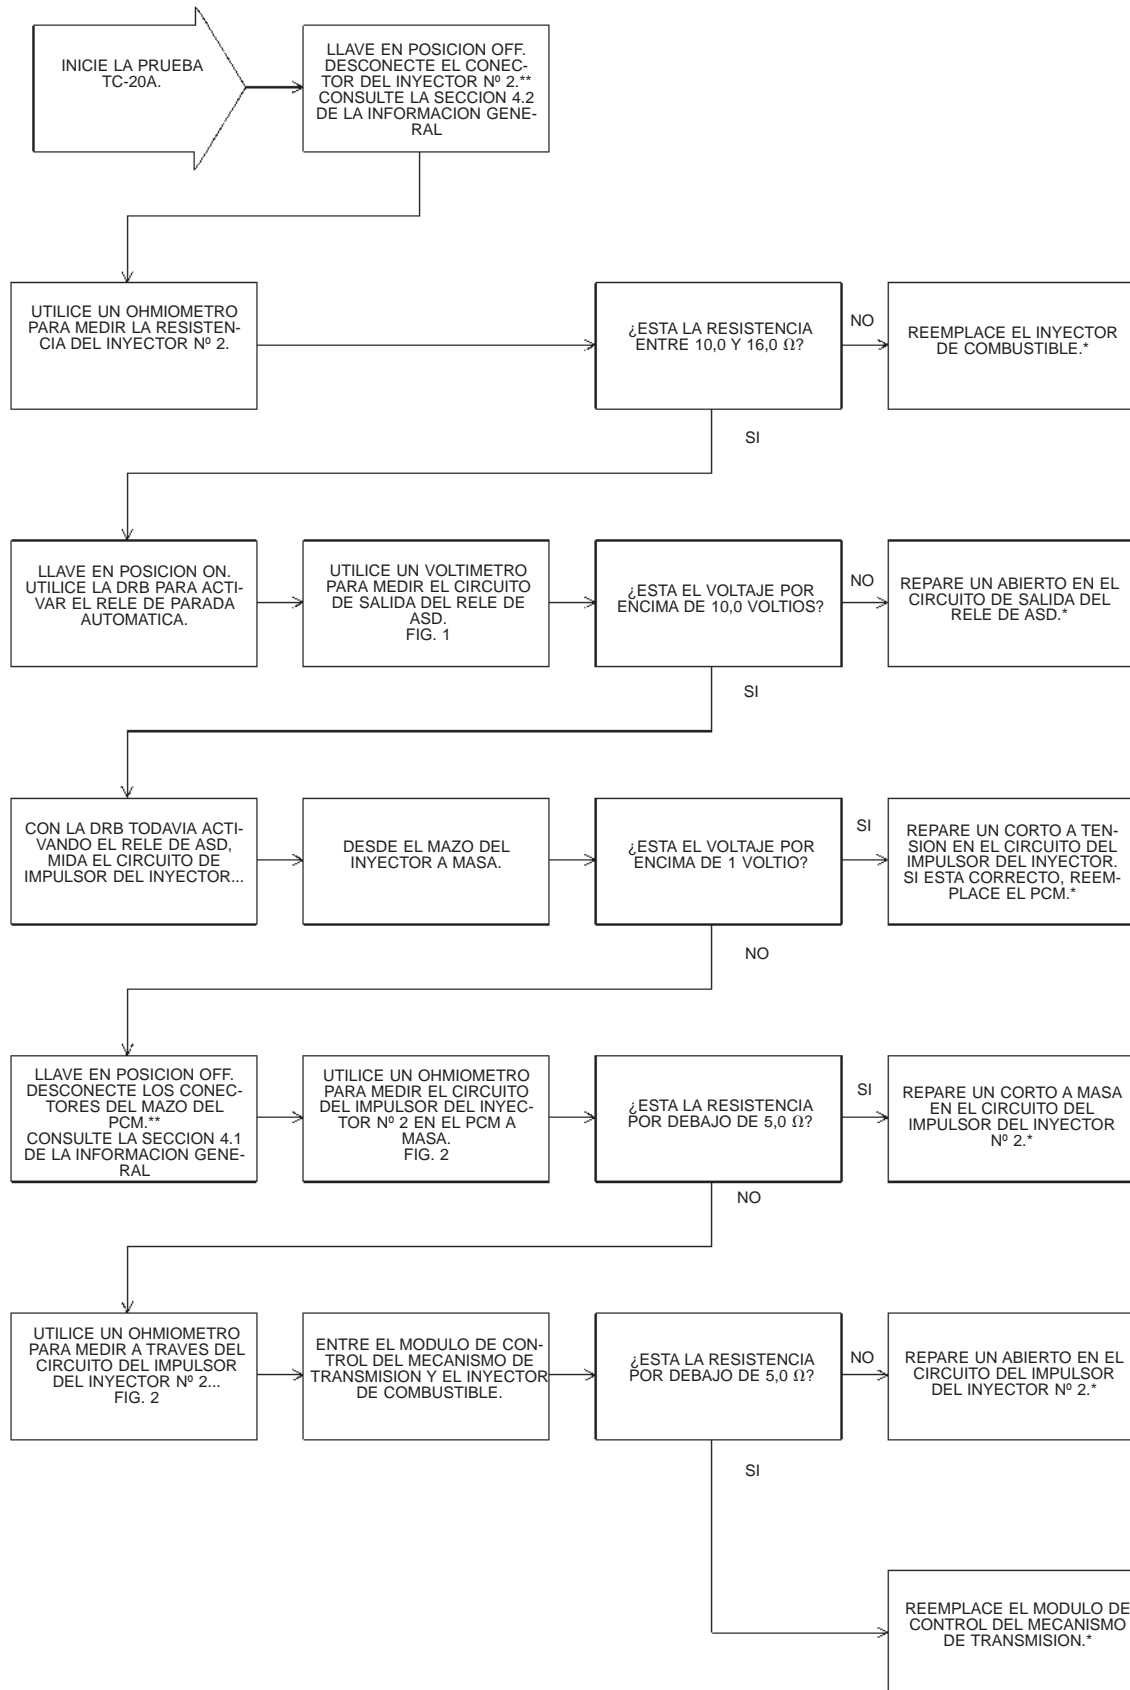 INICIE LA PRUEBA
TC-20A.
LLAVE EN POSICION OFF.
DESCONECTE EL CONEC-
TOR DEL INYECTOR Nº 2.**
CONSULTE LA SECCION 4.2
DE LA INFORMACION GENE-
RAL
UTILICE UN OHMIOMETRO
PARA MEDIR LA RESISTEN-
CIA DEL INYECTOR Nº 2.
¿ESTA LA RESISTENCIA
ENTRE 10,0 Y 16,0 Ω?
NO
REEMPLACE EL INYECTOR
DE COMBUSTIBLE.*
SI
LLAVE EN POSICION ON.
UTILICE LA DRB PARA ACTI-
VAR EL RELE DE PARADA
AUTOMATICA.
UTILICE UN VOLTIMETRO
PARA MEDIR EL CIRCUITO
DE SALIDA DEL RELE DE
ASD.
FIG. 1
¿ESTA EL VOLTAJE POR
ENCIMA DE 10,0 VOLTIOS?
NO
REPARE UN ABIERTO EN EL
CIRCUITO DE SALIDA DEL
RELE DE ASD.*
SI
CON LA DRB TODAVIA ACTI-
VANDO EL RELE DE ASD,
MIDA EL CIRCUITO DE
IMPULSOR DEL INYECTOR...
DESDE EL MAZO DEL
INYECTOR A MASA.
¿ESTA EL VOLTAJE POR
ENCIMA DE 1 VOLTIO?
SI
REPARE UN CORTO A TEN-
SION EN EL CIRCUITO DEL
IMPULSOR DEL INYECTOR.
SI ESTA CORRECTO, REEM-
PLACE EL PCM.*
NO
LLAVE EN POSICION OFF.
DESCONECTE LOS CONEC-
TORES DEL MAZO DEL
PCM.**
CONSULTE LA SECCION 4.1
DE LA INFORMACION GENE-
RAL
UTILICE UN OHMIOMETRO
PARA MEDIR EL CIRCUITO
DEL IMPULSOR DEL INYEC-
TOR Nº 2 EN EL PCM A
MASA.
FIG. 2
¿ESTA LA RESISTENCIA
POR DEBAJO DE 5,0 Ω?
SI
REPARE UN CORTO A MASA
EN EL CIRCUITO DEL
IMPULSOR DEL INYECTOR
Nº 2.*
NO
UTILICE UN OHMIOMETRO
PARA MEDIR A TRAVES DEL
CIRCUITO DEL IMPULSOR
DEL INYECTOR Nº 2...
FIG. 2
ENTRE EL MODULO DE CON-
TROL DEL MECANISMO DE
TRANSMISION Y EL INYECTOR
DE COMBUSTIBLE.
¿ESTA LA RESISTENCIA
POR DEBAJO DE 5,0 Ω?
NO
REPARE UN ABIERTO EN EL
CIRCUITO DEL IMPULSOR
DEL INYECTOR Nº 2.*
SI
REEMPLACE EL MODULO DE
CONTROL DEL MECANISMO
DE TRANSMISION.*